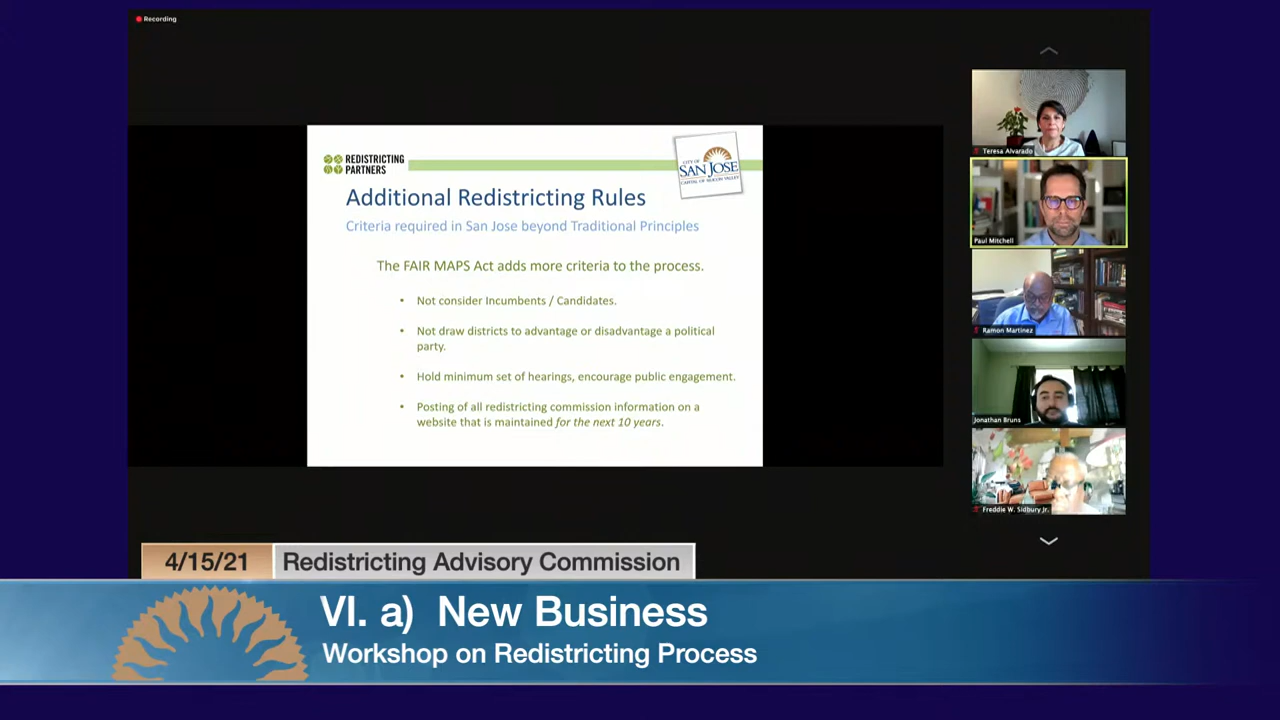 Recording
REDISTRICTING
PARTNERS
CITY OF
SAN JOSE
CAPITAL OF SILICON VALLEY
Additional Redistricting Rules
Criteria required in San Jose beyond Traditional Principles
The FAIR MAPS Act adds more criteria to the process.
• Not consider Incumbents / Candidates.
• Not draw districts to advantage or disadvantage a political
party.
• Hold minimum set of hearings, encourage public engagement.
• Posting of all redistricting commission information on a
website that is maintained for the next 10 years.
Teresa Alvarado
Paul Mitchell
Ramon Martinez
Jonathan Bruns
Freddie W. Sidbury Jr.
4/15/21 Redistricting Advisory Commission
VI. a) New Business
Workshop on Redistricting Process